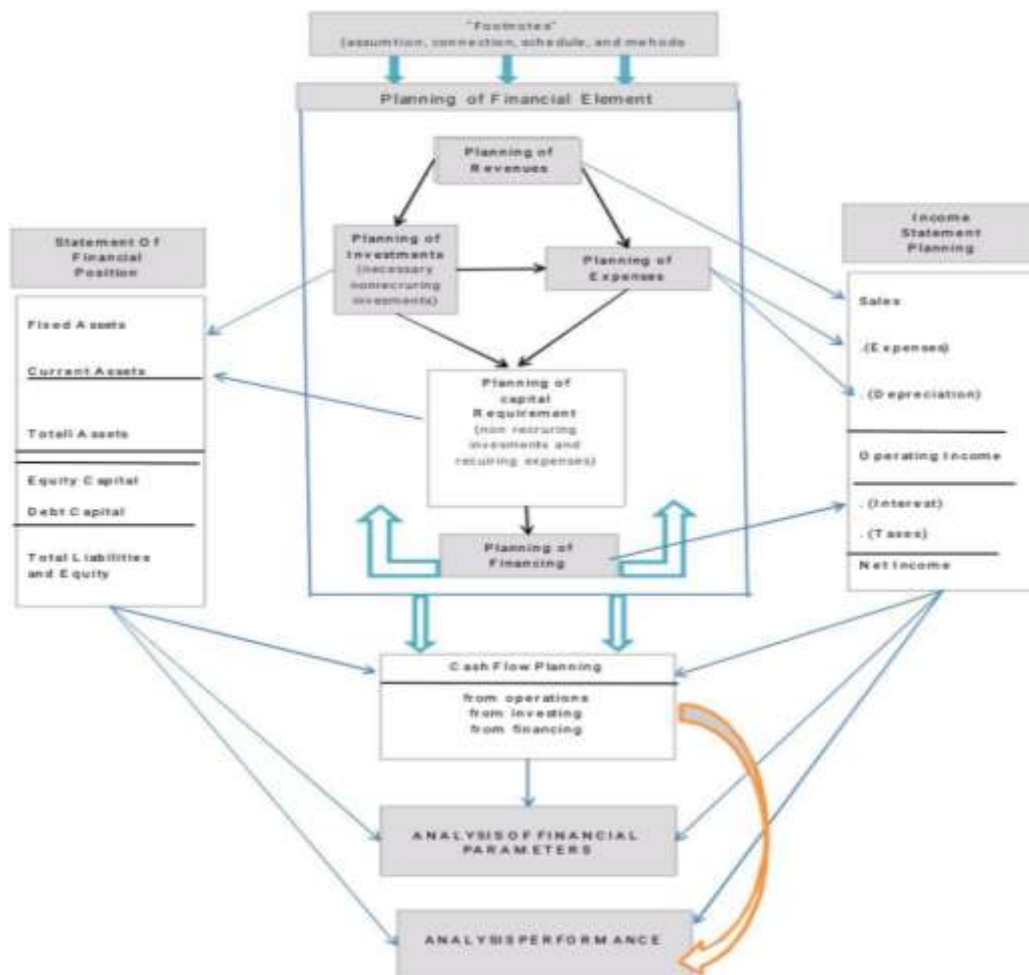 "Footnotes"
(assumtion, connection, schedule, and mehods
Planning of Financial Element
Planning of
Revenues
Statement Of
Financial
Position
Planning of
Investments
(necessary
nonrecruring
invesments)
Planning of
Expenses
Income
Statement
Planning
Fixed Assets
Current Assets
Totall Assets
Equity Capital
Debt Capital
Total Liabilities
and Equity
Planning of
capital
Requirement
(non recruring
invesments and
recuiring expenses)
Planning of
Financing
Sales
.(Expenses)
. (Depreciation)
Operating Income
. (Interest)
. (Taxes)
Net Income
Cash Flow Planning
from operations
from investing
from financing
ANALYSIS OF FINANCIAL
PARAMETERS
ANALYSIS PERFORMANCE